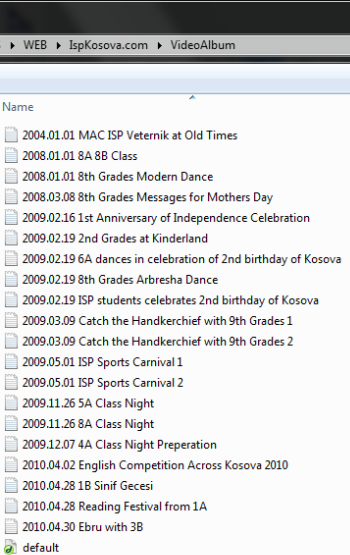 WEB IspKosova.com VideoAlbum
Name
2004.01.01 MAC ISP Veternik at Old Times
2008.01.01 8A 8B Class
2008.01.01 8th Grades Modern Dance
2008.03.08 8th Grades Messages for Mothers Day
2009.02.16 1st Anniversary of Independence Celebration
2009.02.19 2nd Grades at Kinderland
2009.02.19 6A dances in celebration of 2nd birthday of Kosova
2009.02.19 8th Grades Arbresha Dance
2009.02.19 ISP students celebrates 2nd birthday of Kosova
2009.03.09 Catch the Handkerchief with 9th Grades 1
2009.03.09 Catch the Handkerchief with 9th Grades 2
2009.05.01 ISP Sports Carnival 1
2009.05.01 ISP Sports Carnival 2
2009.11.26 5A Class Night
2009.11.26 8A Class Night
2009.12.07 4A Class Night Preperation
2010.04.02 English Competition Across Kosova 2010
2010.04.28 1B Sinif Gecesi
2010.04.28 Reading Festival from 1A
2010.04.30 Ebru with 3B
default